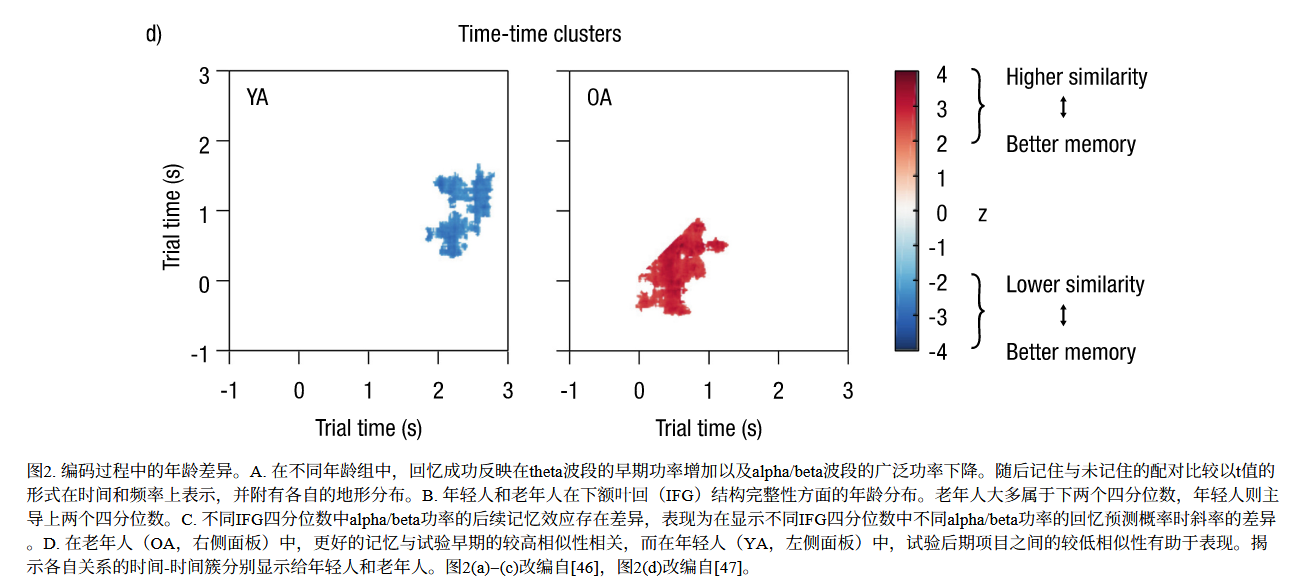 d)
Time-time clusters
YA
3
2
1
0
-1
Trial time (s)
-1 0 1 2 3
Trial time (s)
OA
-1 0 1 2 3
Trial time (s)
4
3
2
1
0
-1
-2
-3
-4
z
Higher similarity
↕
Better memory
Lower similarity
↕
Better memory
图2. 编码过程中的年龄差异。A. 在不同年龄组中，回忆成功反映在theta波段的早期功率增加以及alpha/beta波段的广泛功率下降。随后记住与未记住的配对比较以t值的
形式在时间和频率上表示，并附有各自的地形分布。B. 年轻人和老年人在下额叶回（IFG）结构完整性方面的年龄分布。老年人大多属于下两个四分位数，年轻人则主
导上两个四分位数。C. 不同IFG四分位数中alpha/beta功率的后续记忆效应存在差异，表现为在显示不同IFG四分位数中不同alpha/beta功率的回忆预测概率时斜率的差异
。D. 在老年人（OA，右侧面板）中，更好的记忆与试验早期的较高相似性相关，而在年轻人（YA，左侧面板）中，试验后期项目之间的较低相似性有助于表现。揭
示各自关系的时间-时间簇分别显示给年轻人和老年人。图2(a)–(c)改编自[46]，图2(d)改编自[47]。